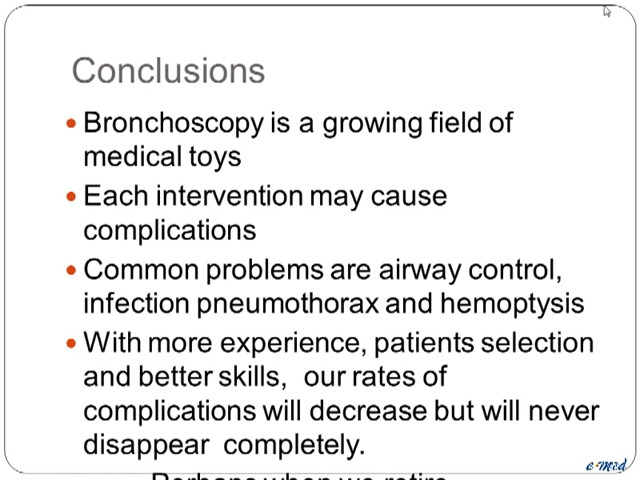 Conclusions
Bronchoscopy is a growing field of
medical toys
Each intervention may cause
complications
Common problems are airway control,
infection pneumothorax and hemoptysis
With more experience, patients selection
and better skills, our rates of
complications will decrease but will never
disappear completely.
Perhaps when we retire
e-med